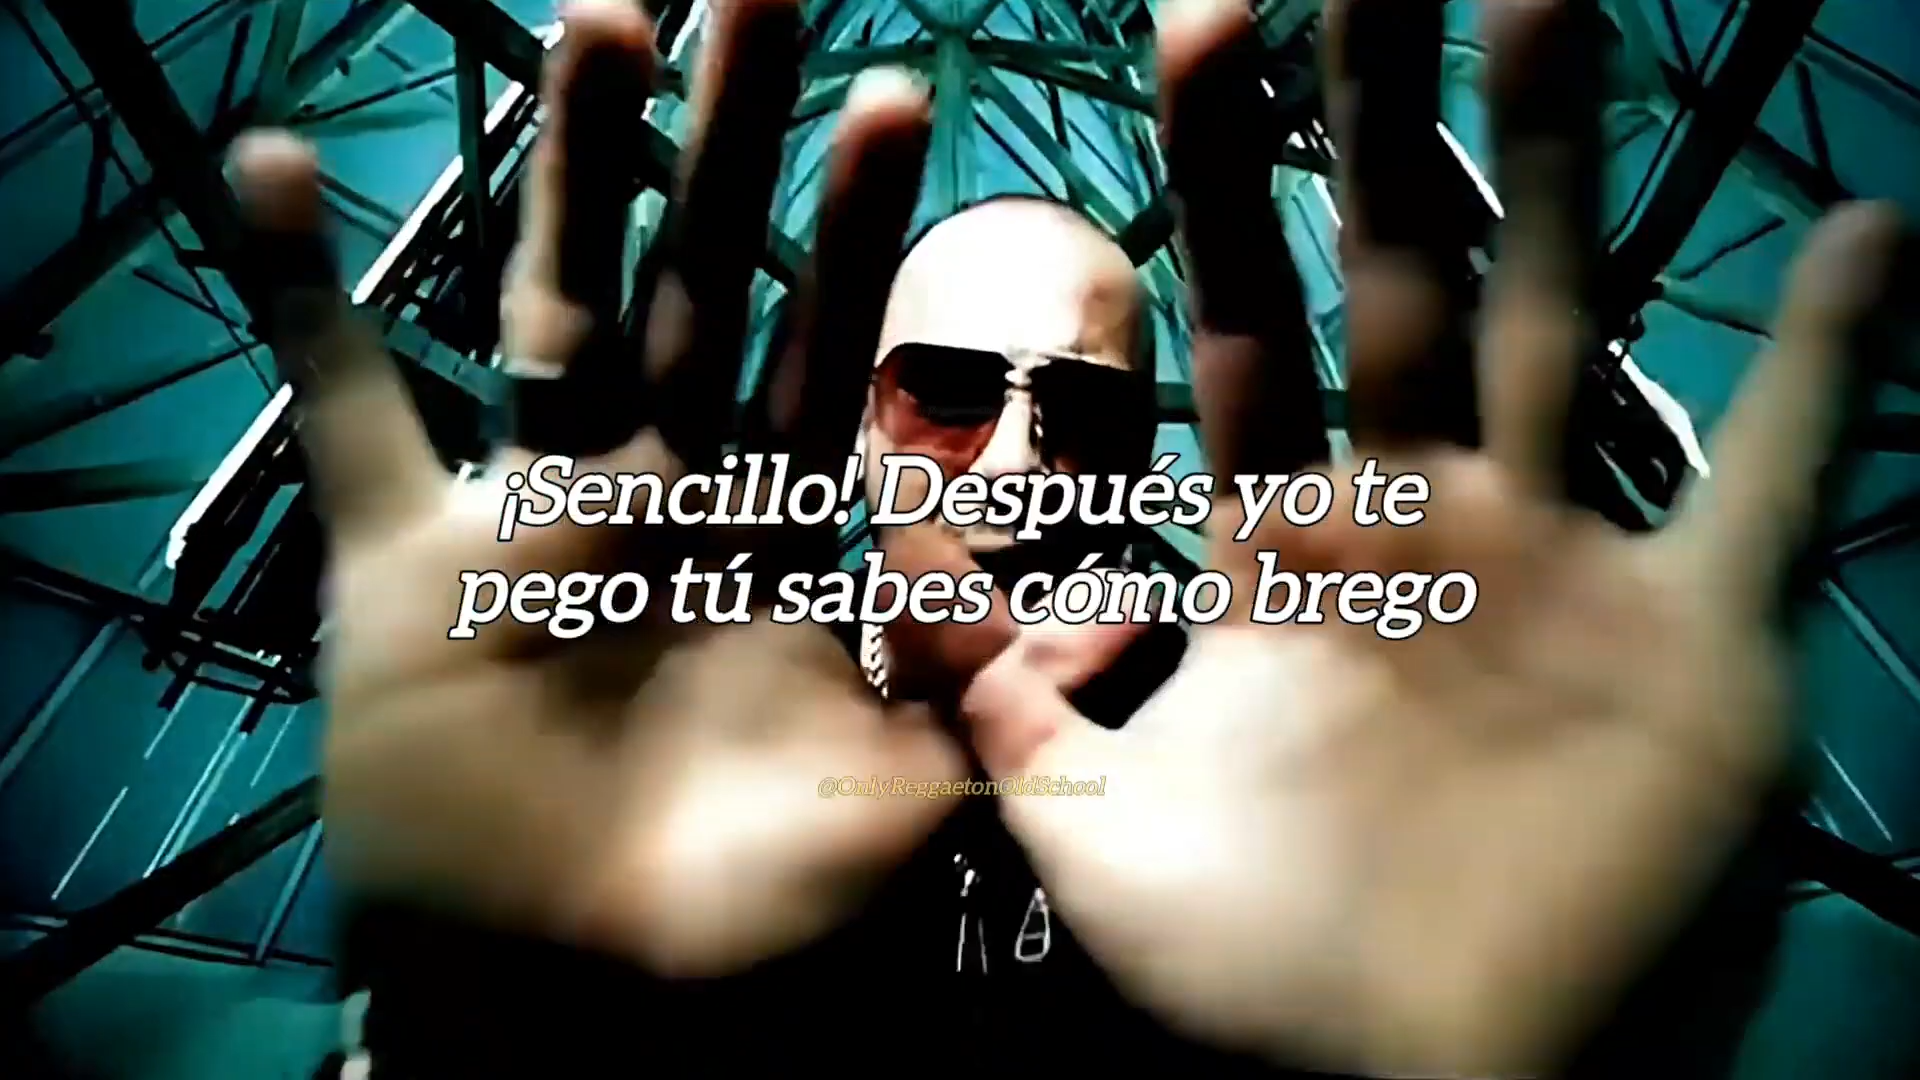 ¡Sencillo! Después yo te
pego tú sabes cómo brego
@OnlyReggaetonOldSchool